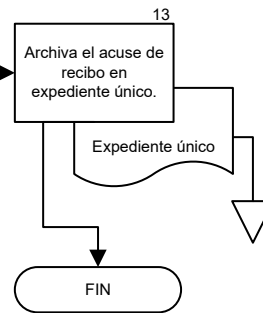 13
Archiva el acuse de
recibo en
expediente único.
Expediente único
FIN